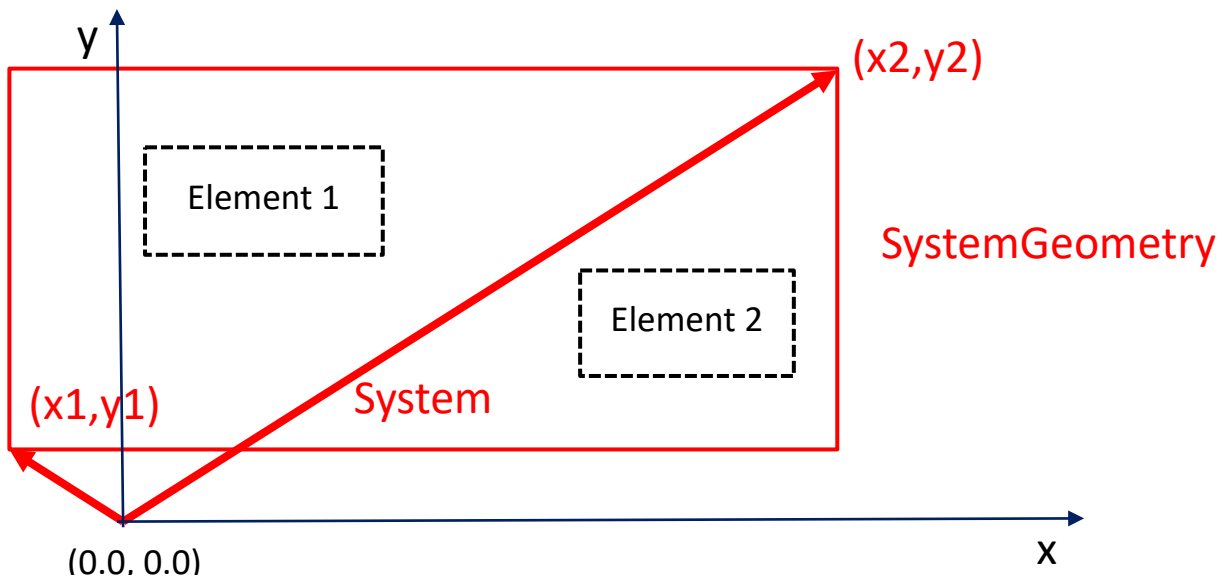 y
(x2,y2)
Element 1
SystemGeometry
Element 2
(x1,y1)
System
x
(0.0, 0.0)